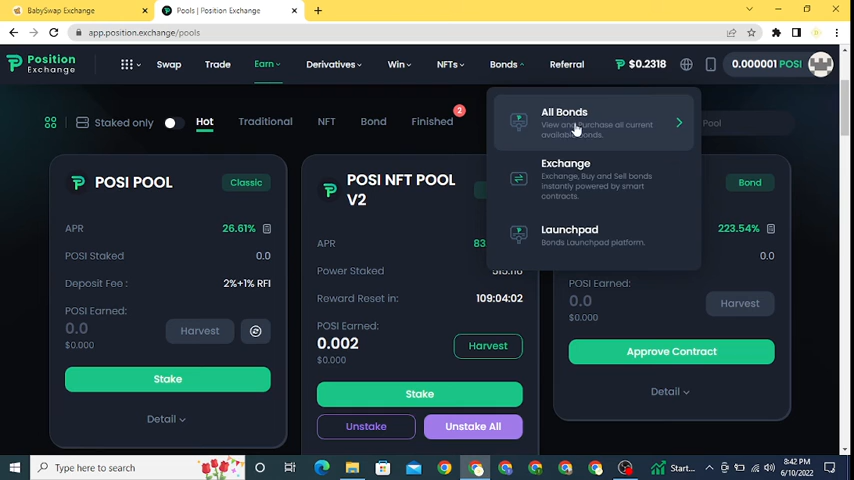 BabySwap Exchange
Pools | Position Exchange
app.position.exchange/pools
Position Exchange
Swap
Trade
Earn
Derivatives
Win
NFTs
Bonds
Referral
$0.2318
0.000001 POSI
Staked only
Hot
Traditional
NFT
Bond
Finished
2
Pool
All Bonds
View and Purchase all current
available bonds.
Exchange
Exchange, Buy and Sell bonds
instantly powered by smart
contracts.
Launchpad
Bonds Launchpad platform.
POSI POOL
Classic
APR
26.61%
POSI Staked
0.0
Deposit Fee :
2%+1% RFI
POSI Earned:
0.0
$0.000
Harvest
Stake
Detail
POSI NFT POOL
V2
APR
Power Staked
Reward Reset in:
109:04:02
POSI Earned:
0.002
$0.000
Harvest
Stake
Unstake
Unstake All
Bond
223.54%
0.0
POSI Earned:
0.0
$0.000
Harvest
Approve Contract
Detail
Type here to search
Start...
8:42 PM
6/10/2022